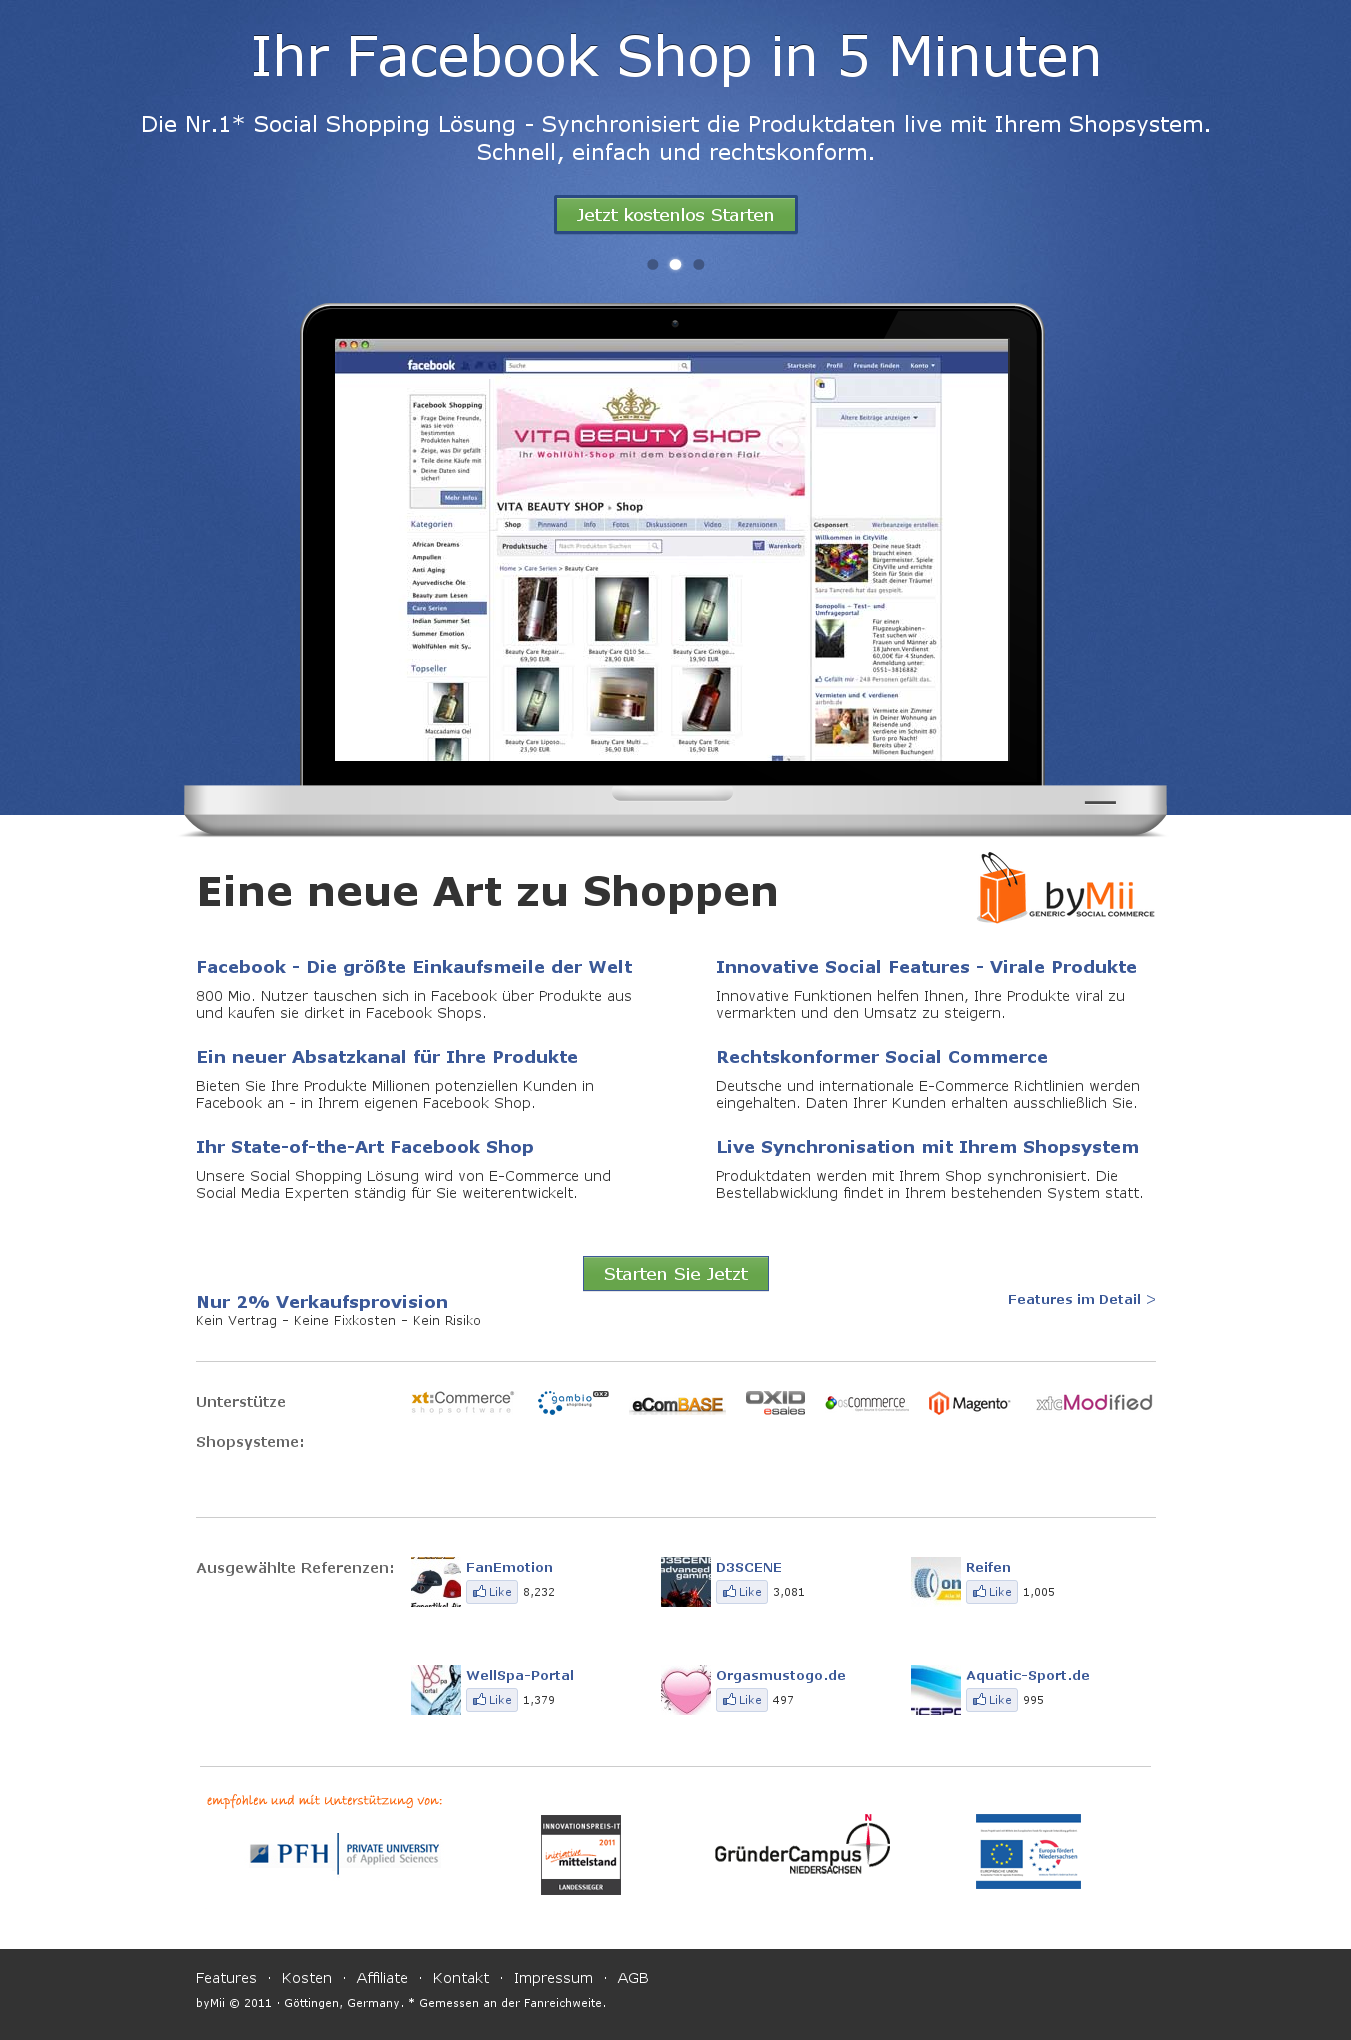 Ihr Facebook Shop in 5 Minuten
Die Nr.1* Social Shopping Lösung - Synchronisiert die Produktdaten live mit Ihrem Shopsystem.
Schnell, einfach und rechtskonform.
Jetzt kostenlos Starten
facebook
Suche
Startseite Profil Freunde finden Konto
Facebook Shopping
Frage Deine Freunde,
was sie von
bestimmten
Produkten halten
Zeige, was Dir gefällt
Teile deine Käufe mit
Deine Daten sind
sicher!
Mehr Infos
Kategorien
African Dreams
Ampullen
Anti Aging
Ayurvedische Öle
Beauty zum Lesen
Care Serien
Indian Summer Set
Summer Emotion
Wohlfühlen mit Sy..
Topseller
Macadamia Oel
VITA BEAUTY SHOP
Ihr Wohlfühl-Shop mit dem besonderen Flair
VITA BEAUTY SHOP ▸ Shop
Shop Pinnwand Info Fotos Diskussionen Video Rezensionen
Produktsuche Nach Produkten Suchen Warenkorb
Home > Care Serien > Beauty Care
Beauty Care Repair... Beauty Care Q10 Se... Beauty Care Ginkgo...
69,90 EUR 28,90 EUR 19,90 EUR
Beauty Care Liposo... Beauty Care Multi ... Beauty Care Tonic
23,90 EUR 36,90 EUR 16,90 EUR
Ältere Beiträge anzeigen
Gesponsert Werbeanzeige erstellen
Willkommen in CityVille
Deine neue Stadt
braucht einen
Bürgermeister. Spiele
CityVille und errichte
Stein für Stein die
Stadt deiner Träume!
Sara Tancredi hat das gespielt.
Bonopolis - Test- und
Umfrageportal
Für einen
Flugzeugkabinen-
Test suchen wir
Frauen und Männer ab
18 Jahren.Verdienst
60,00€ für 4 Stunden.
Anmeldung unter:
0551-3816882
Gefällt mir · 248 Personen gefällt das.
Vermieten und € verdienen
airbnb.de
Vermiete ein Zimmer
in Deiner Wohnung an
Reisende und
verdiene im Schnitt 80
Euro pro Nacht!
Bereits über 2
Millionen Buchungen!
Eine neue Art zu Shoppen
byMii
GENERIC SOCIAL COMMERCE
Facebook - Die größte Einkaufsmeile der Welt
800 Mio. Nutzer tauschen sich in Facebook über Produkte aus
und kaufen sie dirket in Facebook Shops.
Innovative Social Features - Virale Produkte
Innovative Funktionen helfen Ihnen, Ihre Produkte viral zu
vermarkten und den Umsatz zu steigern.
Ein neuer Absatzkanal für Ihre Produkte
Bieten Sie Ihre Produkte Millionen potenziellen Kunden in
Facebook an - in Ihrem eigenen Facebook Shop.
Rechtskonformer Social Commerce
Deutsche und internationale E-Commerce Richtlinien werden
eingehalten. Daten Ihrer Kunden erhalten ausschließlich Sie.
Ihr State-of-the-Art Facebook Shop
Unsere Social Shopping Lösung wird von E-Commerce und
Social Media Experten ständig für Sie weiterentwickelt.
Live Synchronisation mit Ihrem Shopsystem
Produktdaten werden mit Ihrem Shop synchronisiert. Die
Bestellabwicklung findet in Ihrem bestehenden System statt.
Starten Sie Jetzt
Nur 2% Verkaufsprovision
Kein Vertrag - Keine Fixkosten - Kein Risiko
Features im Detail >
Unterstütze
Shopsysteme:
xt:Commerce®
shopsoftware
gambio GX2
shoplösung
eComBASE
OXID
esales
osCommerce
Magento
xtcModified
Ausgewählte Referenzen:
FanEmotion
Like 8,232
D3SCENE
advanced
gaming
D3SCENE
Like 3,081
on
Reifen
Like 1,005
WellSpa-Portal
Like 1,379
Orgasmustogo.de
Like 497
Aquatic-Sport.de
Like 995
empfohlen und mit Unterstützung von:
PFH PRIVATE UNIVERSITY
of Applied Sciences
INNOVATIONSPREIS-IT
2011
initiative
mittelstand
LANDESSIEGER
N
GründerCampus
NIEDERSACHSEN
EUROPÄISCHE UNION
Europa fördert
Niedersachsen
Features · Kosten · Affiliate · Kontakt · Impressum · AGB
byMii © 2011 · Göttingen, Germany. * Gemessen an der Fanreichweite.